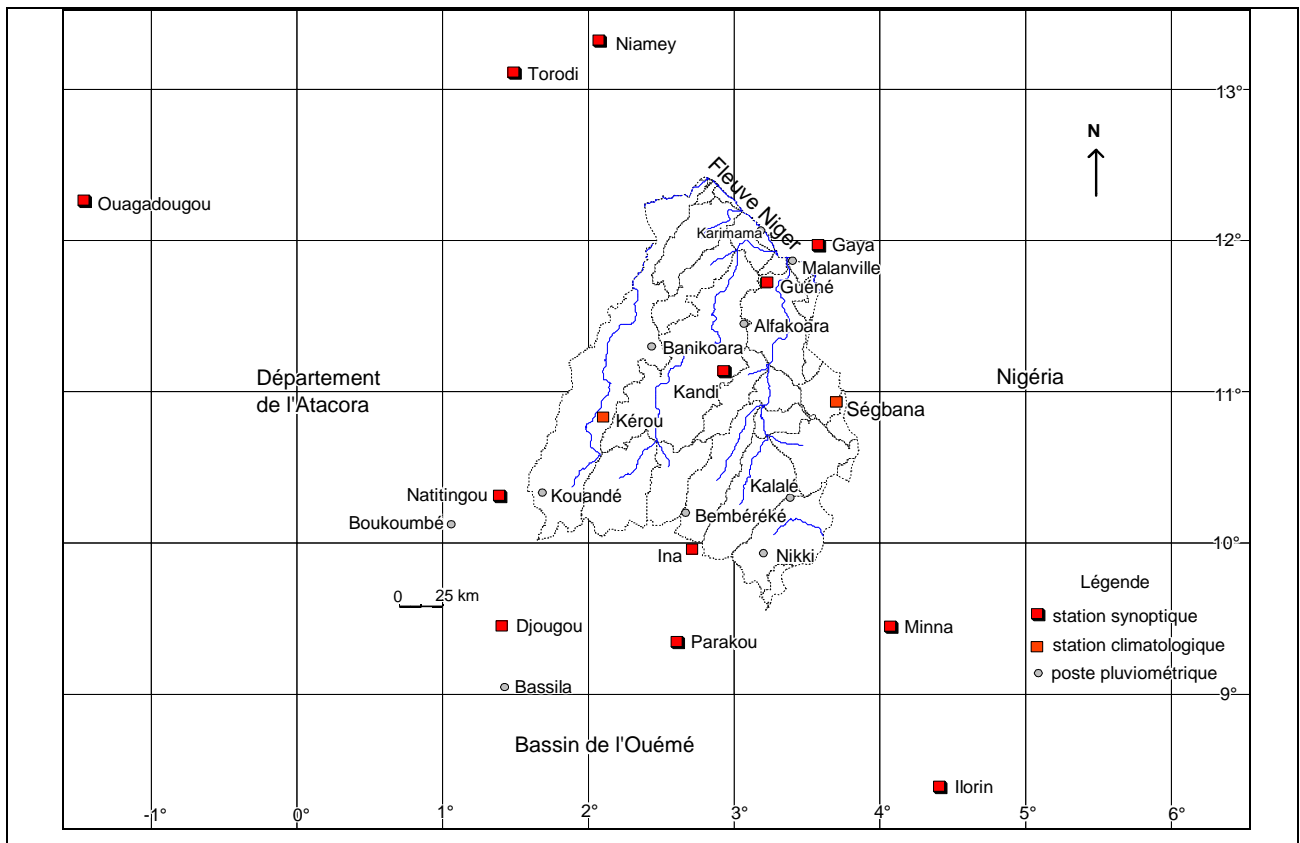 Niamey
Torodi
13°
N
Fleuve Niger
Ouagadougou
Karimama
Gaya
12°
Malanville
Guéné
Alfakoara
Banikoara
Département
de l'Atacora
Kandi
Nigéria
11°
Ségbana
Kérou
Natitingou
Kouandé
Kalalé
Boukoumbé
Bembéréké
10°
Ina
Nikki
Légende
0 25 km
station synoptique
Djougou
Parakou
Minna
station climatologique
poste pluviométrique
Bassila
9°
Bassin de l'Ouémé
Ilorin
-1° 0° 1° 2° 3° 4° 5° 6°